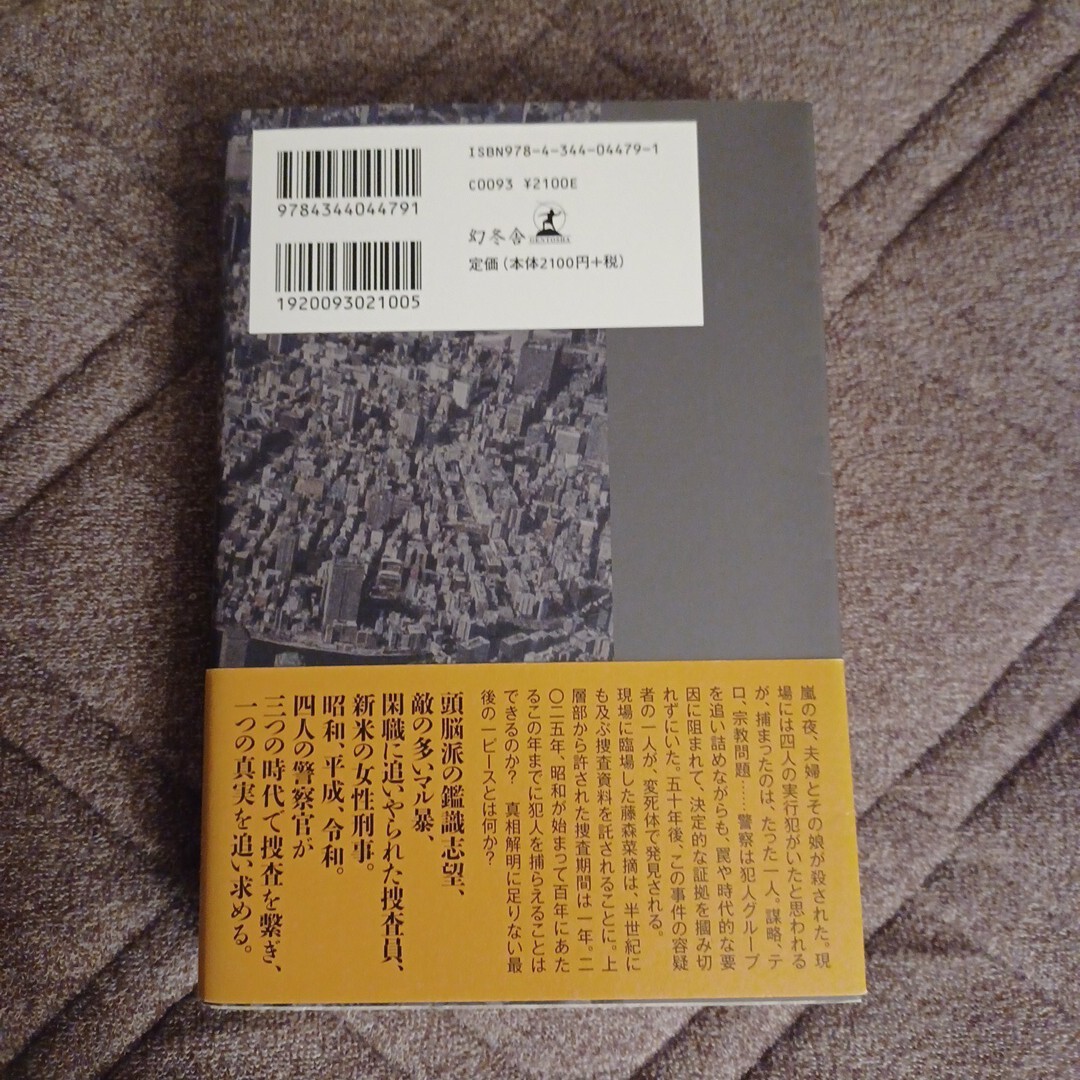 ISBN978-4-344-04479-1
9784344044791
C0093 ¥2100E
幻冬舎
GENTOSHA
定価(本体2100円+税)
1920093021005
嵐の夜、夫婦とその娘が殺された。現
場には四人の実行犯がいたと思われる
が、捕まったのは、たった一人。謀略、テ
ロ、宗教問題……警察は犯人グループ
を追い詰めながらも、罠や時代的な要
因に阻まれて、決定的な証拠を摑み切
れずにいた。五十年後、この事件の容疑
者の一人が、変死体で発見される。
現場に臨場した藤森菜摘は、半世紀に
も及ぶ捜査資料を託されることに。上
層部から許された捜査期間は一年。二
〇二五年、昭和が始まって百年にあた
るこの年までに犯人を捕らえることは
できるのか? 真相解明に足りない最
後の一ピースとは何か?
頭脳派の鑑識志望、
敵の多いマル暴、
閑職に追いやられた捜査員、
新米の女性刑事。
昭和、平成、令和。
四人の警察官が
三つの時代で捜査を繫ぎ、
一つの真実を追い求める。